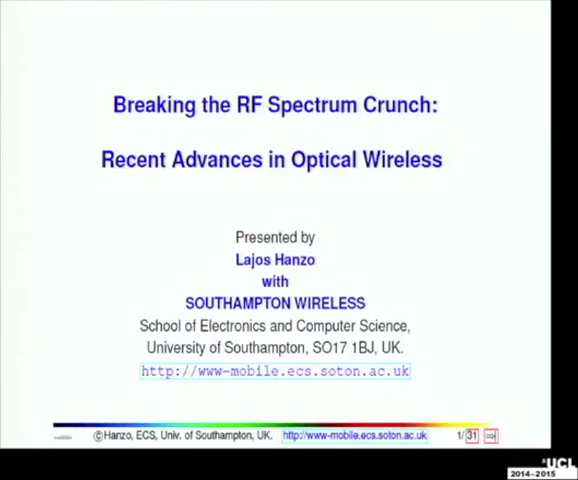 Breaking the RF Spectrum Crunch:
Recent Advances in Optical Wireless
Presented by
Lajos Hanzo
with
SOUTHAMPTON WIRELESS
School of Electronics and Computer Science,
University of Southampton, SO17 1BJ, UK.
http://www-mobile.ecs.soton.ac.uk
©Hanzo, ECS, Univ. of Southampton, UK. http://www-mobile.ecs.soton.ac.uk 1/31
UCL
2014-2015